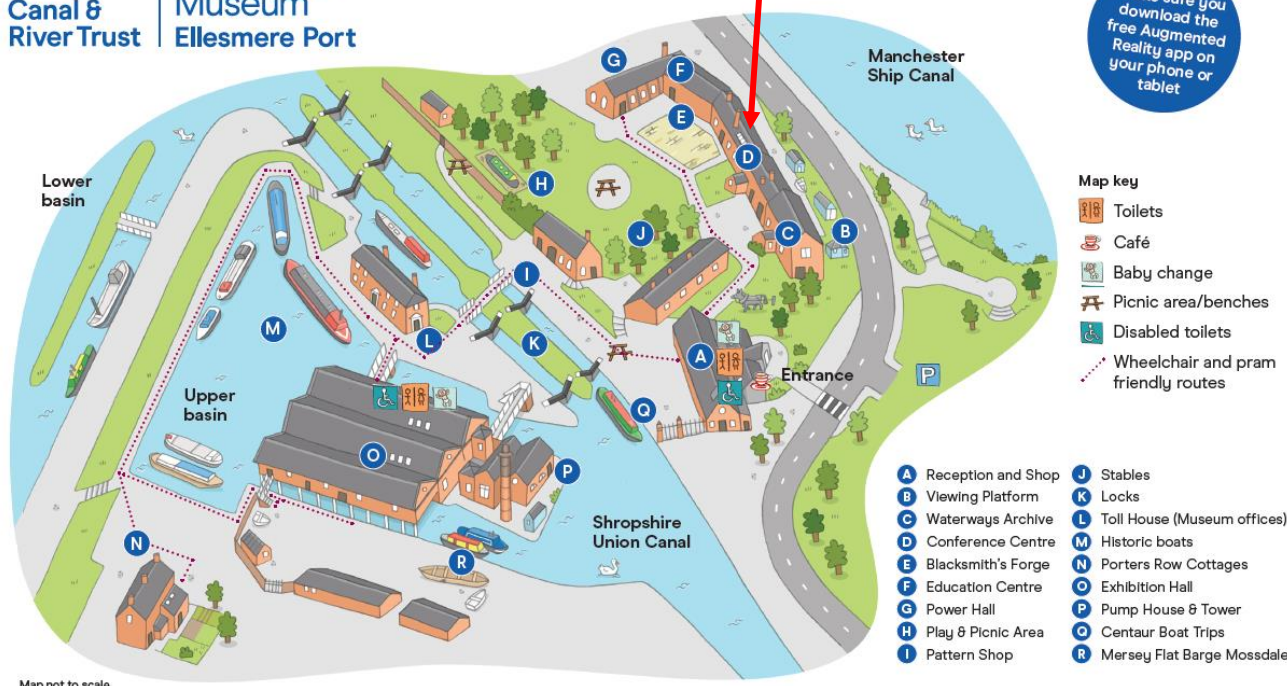 Canal &
River Trust
Museum
Ellesmere Port
sure you
download the
free Augmented
Reality app on
your phone or
tablet
Manchester
Ship Canal
Lower
basin
Upper
basin
Shropshire
Union Canal
Entrance
G
F
E
D
H
J
C
B
I
M
L
K
A
P
Q
O
P
N
R
Map key
Toilets
Café
Baby change
Picnic area/benches
Disabled toilets
Wheelchair and pram
friendly routes
A Reception and Shop
B Viewing Platform
C Waterways Archive
D Conference Centre
E Blacksmith's Forge
F Education Centre
G Power Hall
H Play & Picnic Area
I Pattern Shop
J Stables
K Locks
L Toll House (Museum offices)
M Historic boats
N Porters Row Cottages
O Exhibition Hall
P Pump House & Tower
Q Centaur Boat Trips
R Mersey Flat Barge Mossdale
Map not to scale